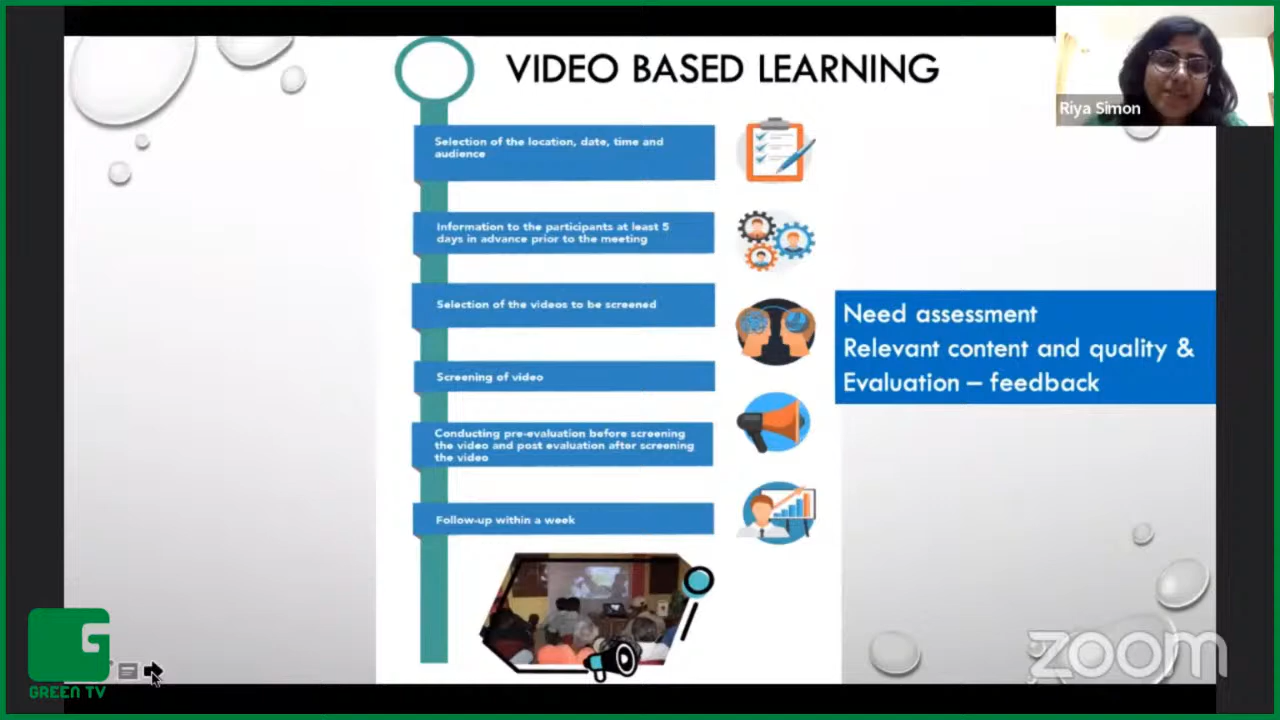 VIDEO BASED LEARNING
Riya Simon
Selection of the location, date, time and
audience
Information to the participants at least 5
days in advance prior to the meeting
Selection of the videos to be screened
Need assessment
Relevant content and quality &
Evaluation – feedback
Screening of video
Conducting pre-evaluation before screening
the video and post evaluation after screening
the video
Follow-up within a week
G
GREEN TV
zoom